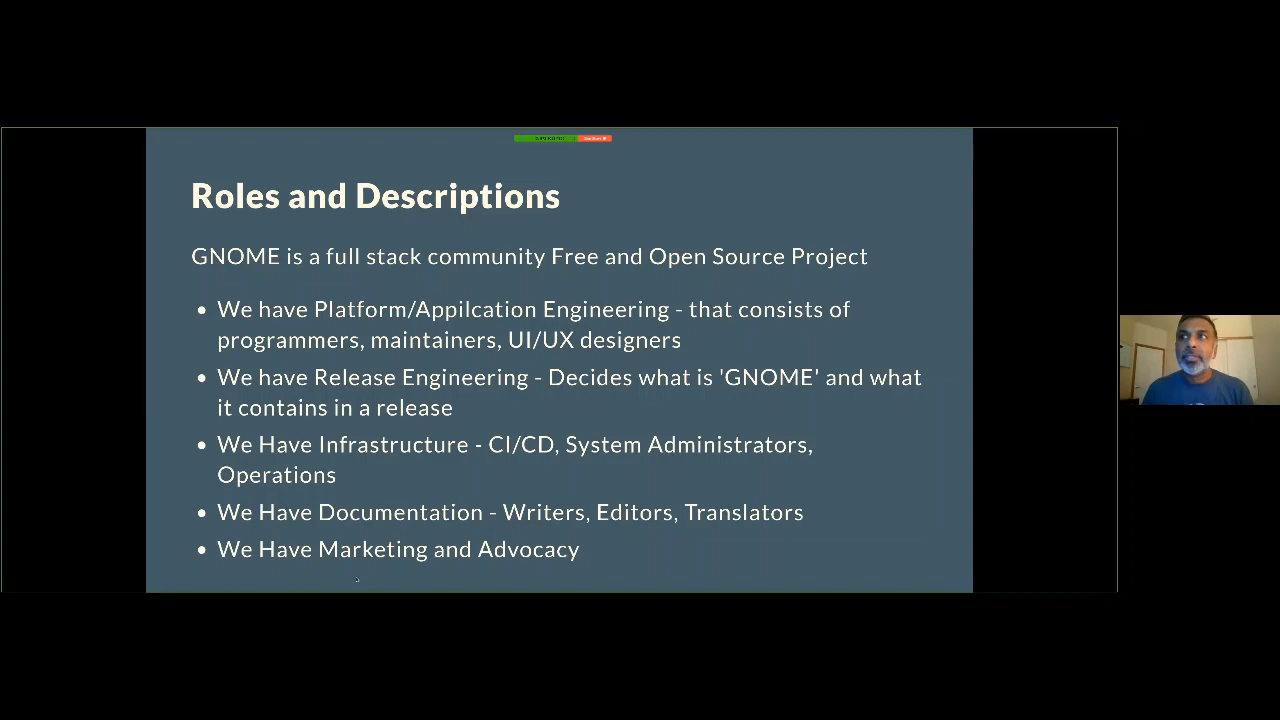 Roles and Descriptions
GNOME is a full stack community Free and Open Source Project
• We have Platform/Appilcation Engineering - that consists of
programmers, maintainers, UI/UX designers
• We have Release Engineering - Decides what is 'GNOME' and what
it contains in a release
• We Have Infrastructure - CI/CD, System Administrators,
Operations
• We Have Documentation - Writers, Editors, Translators
• We Have Marketing and Advocacy